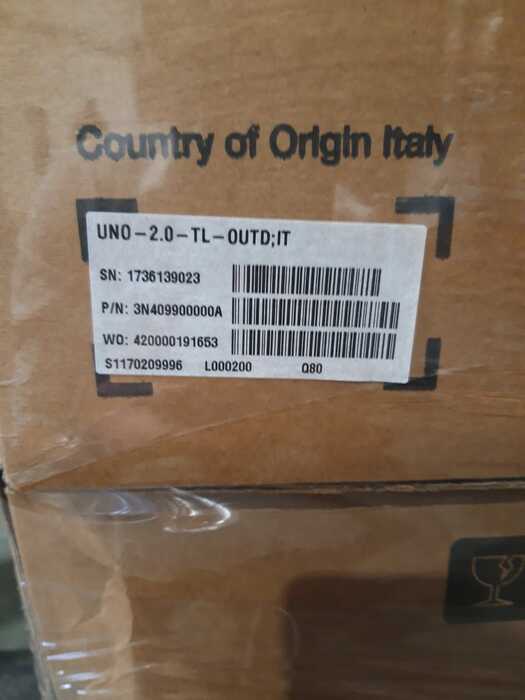 Country of Origin Italy
UNO-2.0-TL-OUTD;IT
SN: 1736139023
P/N: 3N409900000A
WO: 420000191653
S1170209996 L000200 Q80